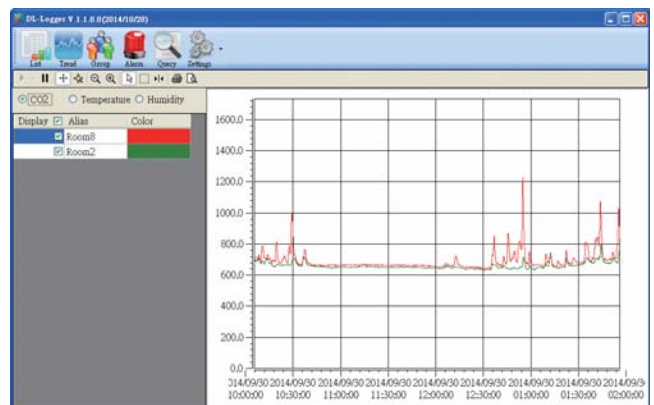 DL-Logger V 1.1.0.0(2014/10/20)
List Trend Group Alarm Query Settings
CO2 Temperature Humidity
Display Alias Color
Room8
Room2
1600.0
1400.0
1200.0
1000.0
800.0
600.0
400.0
200.0
0.0
014/09/30 2014/09/30 2014/09/30 2014/09/30 2014/09/30 2014/09/30 2014/09/30 2014/09/30 2014/09/3
10:00:00 10:30:00 11:00:00 11:30:00 12:00:00 12:30:00 01:00:00 01:30:00 02:00:00